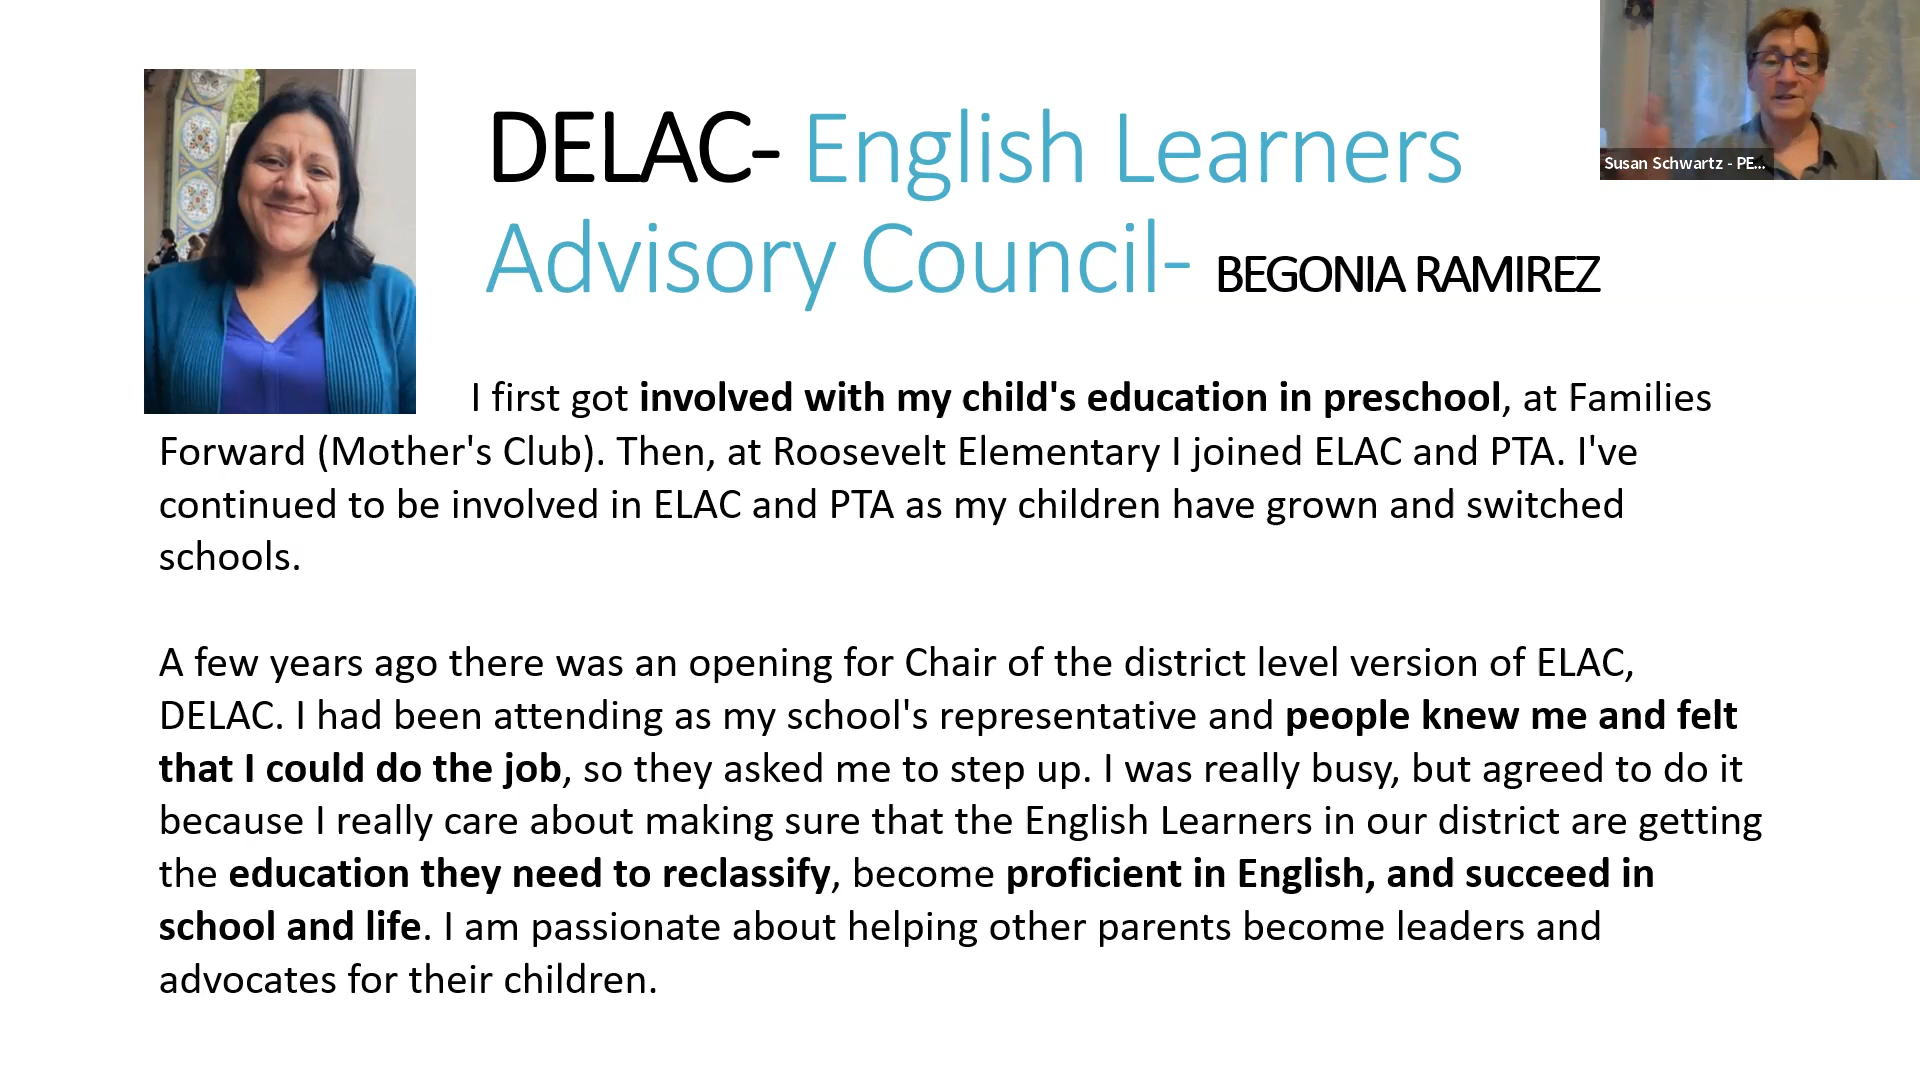 DELAC- English Learners
Advisory Council- BEGONIA RAMIREZ
Susan Schwartz - PE...
I first got involved with my child's education in preschool, at Families
Forward (Mother's Club). Then, at Roosevelt Elementary I joined ELAC and PTA. I've
continued to be involved in ELAC and PTA as my children have grown and switched
schools.
A few years ago there was an opening for Chair of the district level version of ELAC,
DELAC. I had been attending as my school's representative and people knew me and felt
that I could do the job, so they asked me to step up. I was really busy, but agreed to do it
because I really care about making sure that the English Learners in our district are getting
the education they need to reclassify, become proficient in English, and succeed in
school and life. I am passionate about helping other parents become leaders and
advocates for their children.